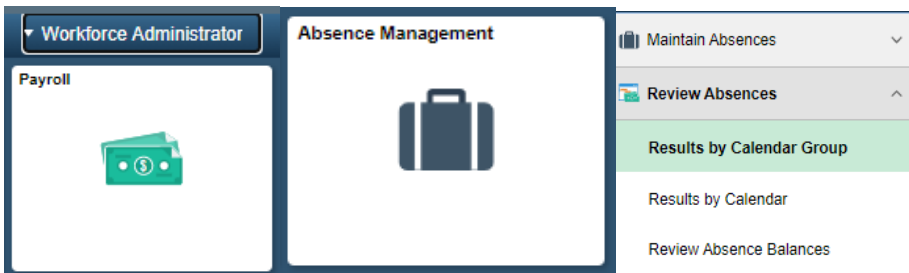 Workforce Administrator
Payroll
Absence Management
Maintain Absences
Review Absences
Results by Calendar Group
Results by Calendar
Review Absence Balances